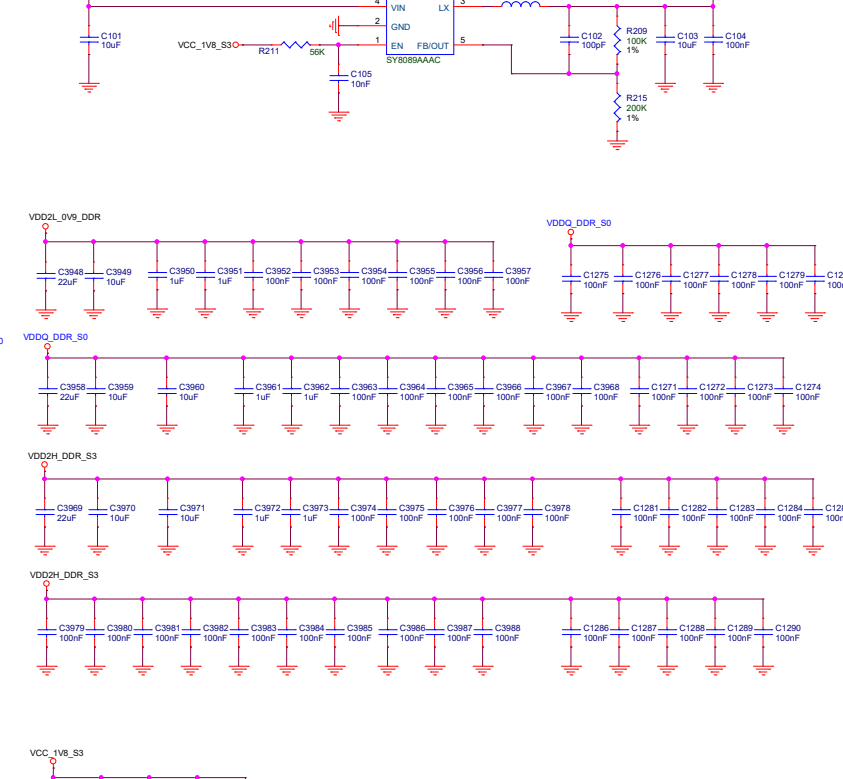 4 VIN LX 3
2 GND
1 EN FB/OUT 5
SY8089AAAC
C101
10uF
VCC_1V8_S3
R211 56K
C105
10nF
C102
100pF
R209
100K
1%
C103
10uF
C104
100nF
R215
200K
1%
VDD2L_0V9_DDR
C3948 C3949 C3950 C3951 C3952 C3953 C3954 C3955 C3956 C3957
22uF 10uF 1uF 1uF 100nF 100nF 100nF 100nF 100nF 100nF
VDDQ_DDR_S0
C1275 C1276 C1277 C1278 C1279
100nF 100nF 100nF 100nF 100nF
VDDQ_DDR_S0
C3958 C3959 C3960 C3961 C3962 C3963 C3964 C3965 C3966 C3967 C3968 C1271 C1272 C1273 C1274
22uF 10uF 10uF 1uF 1uF 100nF 100nF 100nF 100nF 100nF 100nF 100nF 100nF 100nF 100nF
VDD2H_DDR_S3
C3969 C3970 C3971 C3972 C3973 C3974 C3975 C3976 C3977 C3978 C1281 C1282 C1283 C1284
22uF 10uF 10uF 1uF 1uF 100nF 100nF 100nF 100nF 100nF 100nF 100nF 100nF 100nF
VDD2H_DDR_S3
C3979 C3980 C3981 C3982 C3983 C3984 C3985 C3986 C3987 C3988 C1286 C1287 C1288 C1289 C1290
100nF 100nF 100nF 100nF 100nF 100nF 100nF 100nF 100nF 100nF 100nF 100nF 100nF 100nF 100nF
VCC_1V8_S3